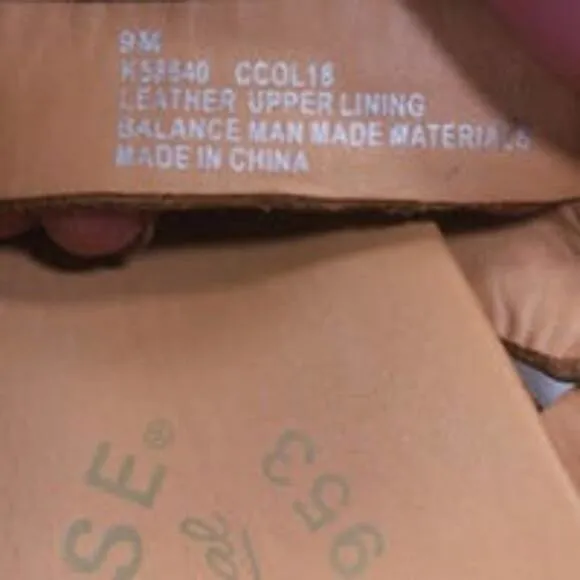 9M
CCOL18
LEATHER UPPER LINING
BALANCE MAN MADE MATERIALS
MADE IN CHINA
SE®
953